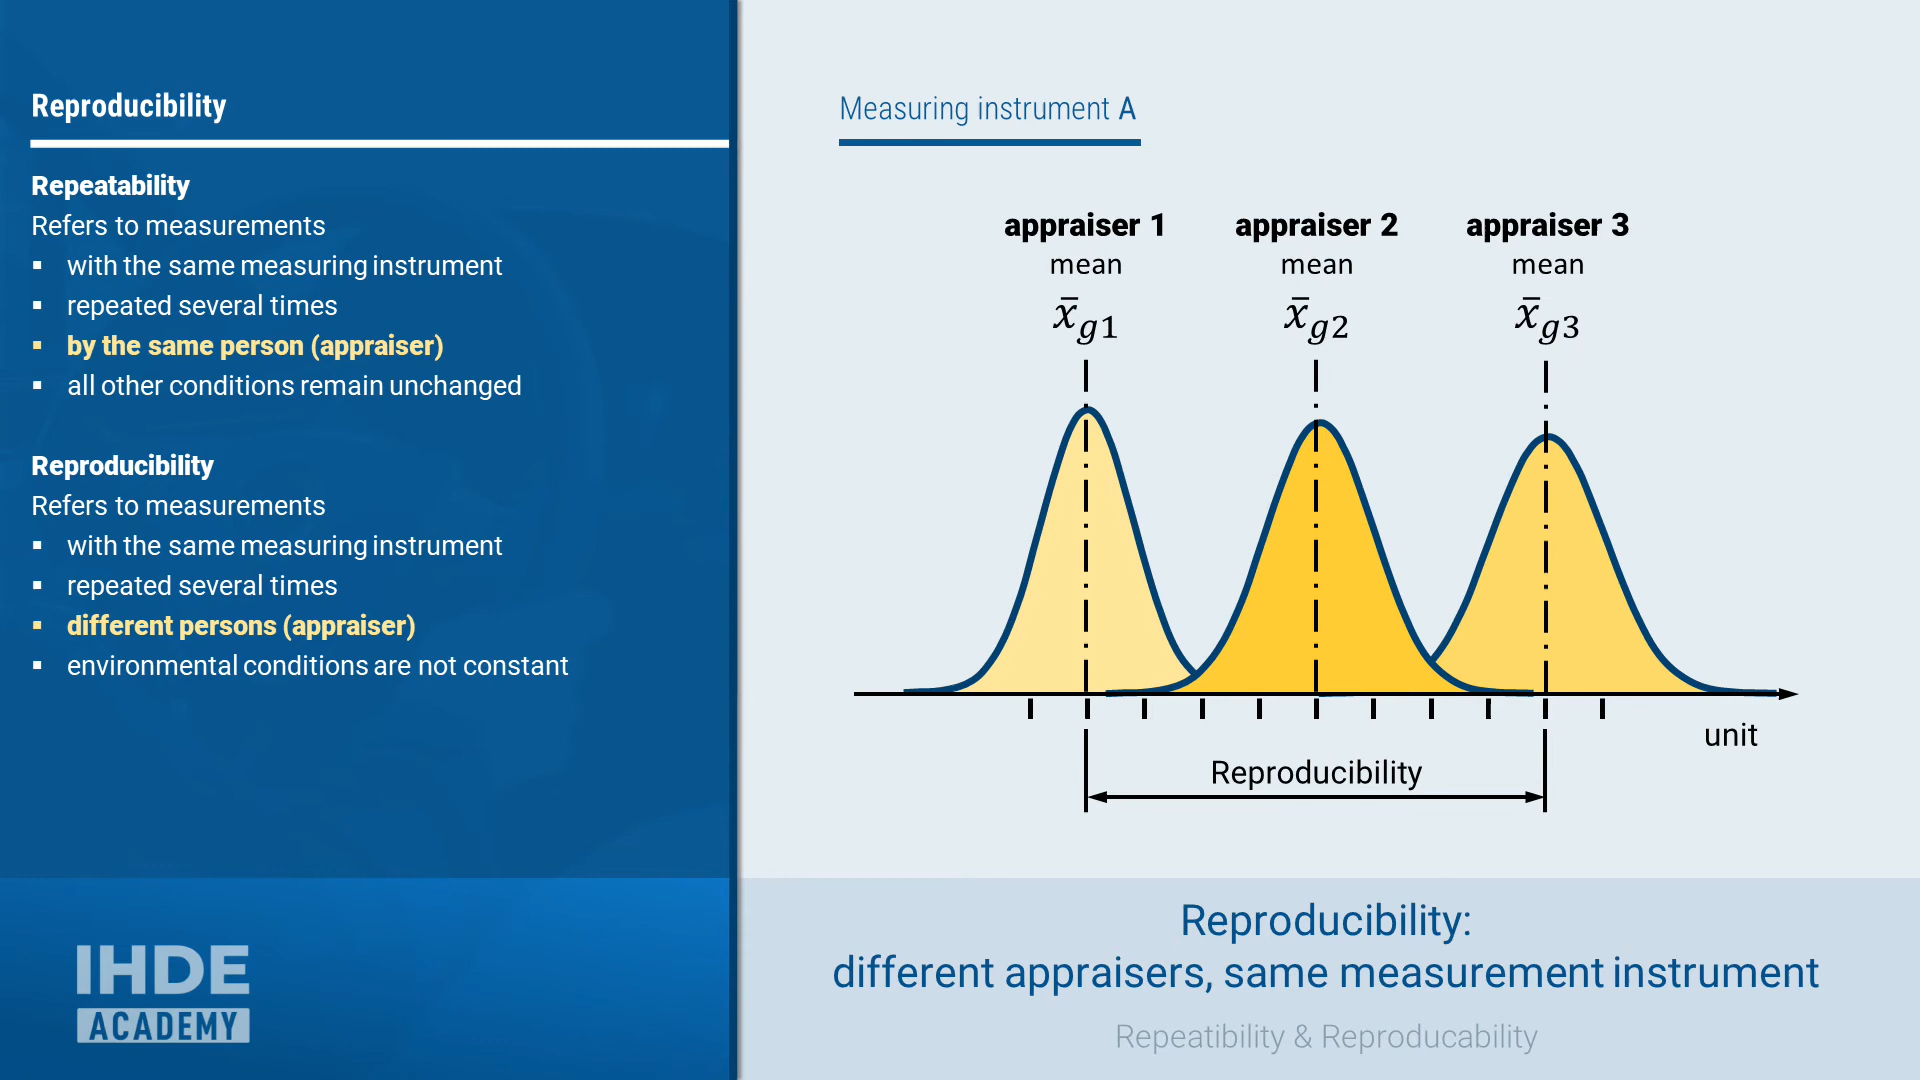 Reproducibility
Repeatability
Refers to measurements
▪ with the same measuring instrument
▪ repeated several times
▪ by the same person (appraiser)
▪ all other conditions remain unchanged
Reproducibility
Refers to measurements
▪ with the same measuring instrument
▪ repeated several times
▪ different persons (appraiser)
▪ environmental conditions are not constant
IHDE
ACADEMY
Measuring instrument A
appraiser 1 appraiser 2 appraiser 3
mean mean mean
x̄g1 x̄g2 x̄g3
unit
Reproducibility
Reproducibility:
different appraisers, same measurement instrument
Repeatibility & Reproducability